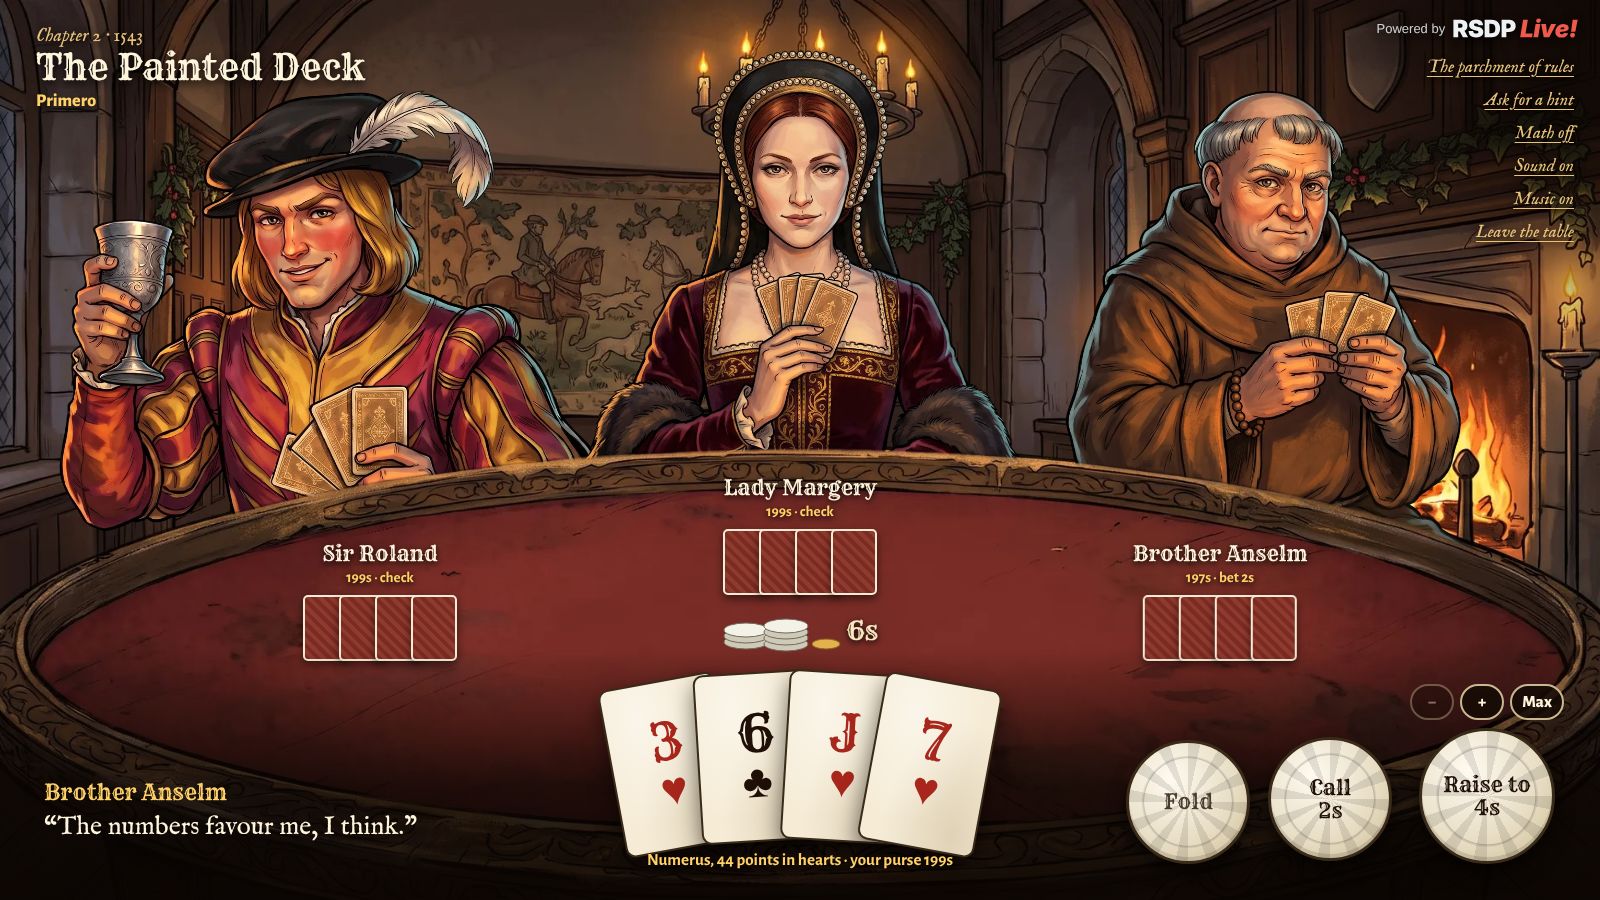 Chapter 2 · 1543
The Painted Deck
Primero
Powered by RSDP Live!
The parchment of rules
Ask for a hint
Math off
Sound on
Music on
Leave the table
Lady Margery
199s · check
Sir Roland
199s · check
Brother Anselm
197s · bet 2s
6s
3
6
J
7
Numerus, 44 points in hearts · your purse 199s
Brother Anselm
“The numbers favour me, I think.”
−
+
Max
Fold
Call
2s
Raise to
4s